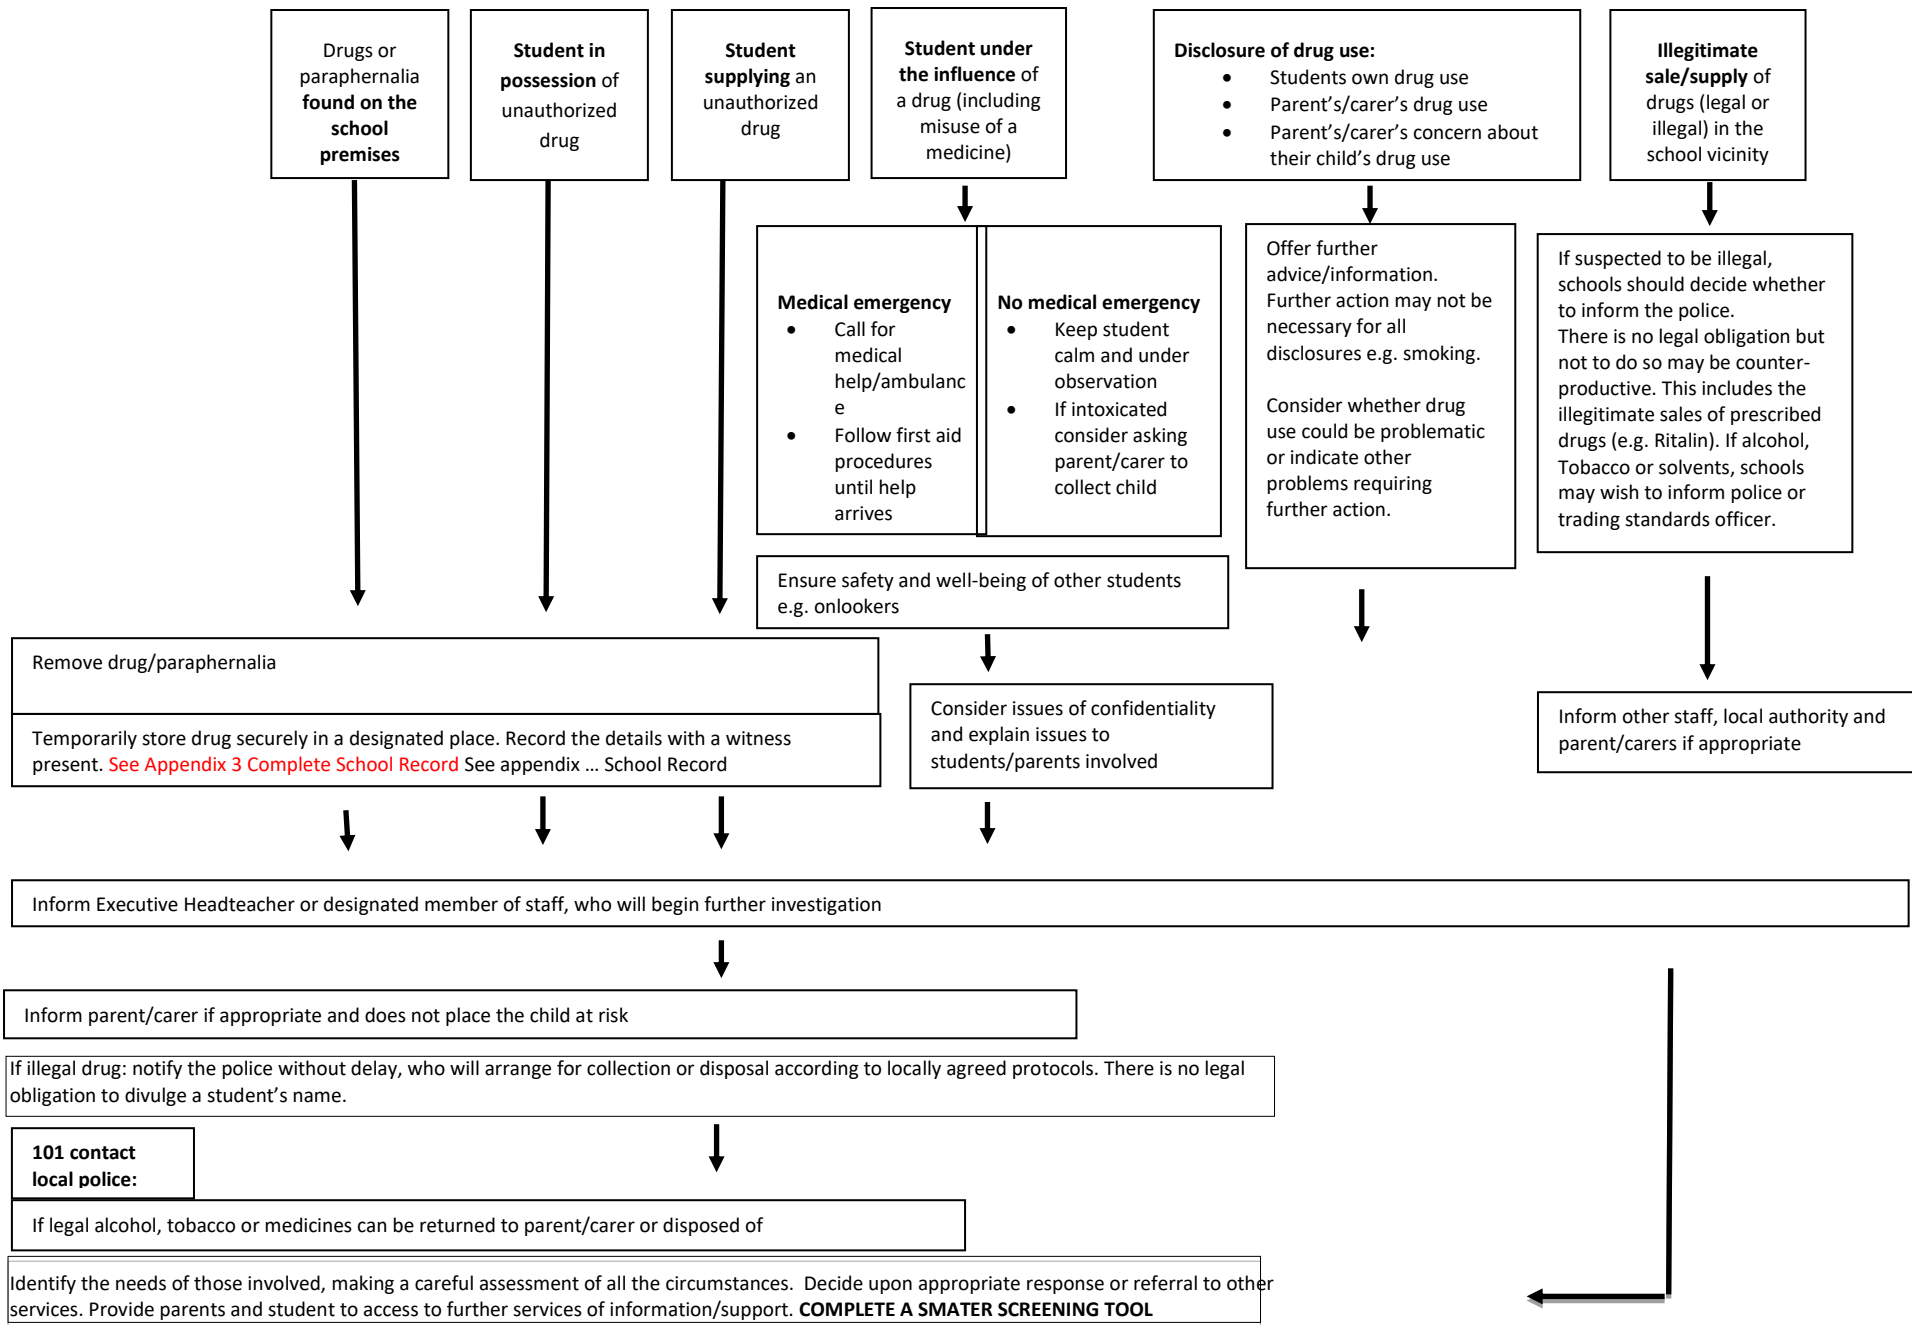 Drugs or
paraphernalia
found on the
school
premises
Student in
possession of
unauthorized
drug
Student
supplying an
unauthorized
drug
Student under
the influence of
a drug (including
misuse of a
medicine)
Disclosure of drug use:
• Students own drug use
• Parent’s/carer’s drug use
• Parent’s/carer’s concern about
their child’s drug use
Illegitimate
sale/supply of
drugs (legal or
illegal) in the
school vicinity
Medical emergency
• Call for
medical
help/ambulanc
e
• Follow first aid
procedures
until help
arrives
No medical emergency
• Keep student
calm and under
observation
• If intoxicated
consider asking
parent/carer to
collect child
Offer further
advice/information.
Further action may not be
necessary for all
disclosures e.g. smoking.
Consider whether drug
use could be problematic
or indicate other
problems requiring
further action.
If suspected to be illegal,
schools should decide whether
to inform the police.
There is no legal obligation but
not to do so may be counter-
productive. This includes the
illegitimate sales of prescribed
drugs (e.g. Ritalin). If alcohol,
Tobacco or solvents, schools
may wish to inform police or
trading standards officer.
Ensure safety and well-being of other students
e.g. onlookers
Remove drug/paraphernalia
Temporarily store drug securely in a designated place. Record the details with a witness
present. See Appendix 3 Complete School Record See appendix … School Record
Consider issues of confidentiality
and explain issues to
students/parents involved
Inform other staff, local authority and
parent/carers if appropriate
Inform Executive Headteacher or designated member of staff, who will begin further investigation
Inform parent/carer if appropriate and does not place the child at risk
If illegal drug: notify the police without delay, who will arrange for collection or disposal according to locally agreed protocols. There is no legal
obligation to divulge a student’s name.
101 contact
local police:
If legal alcohol, tobacco or medicines can be returned to parent/carer or disposed of
Identify the needs of those involved, making a careful assessment of all the circumstances.  Decide upon appropriate response or referral to other
services. Provide parents and student to access to further services of information/support. COMPLETE A SMATER SCREENING TOOL